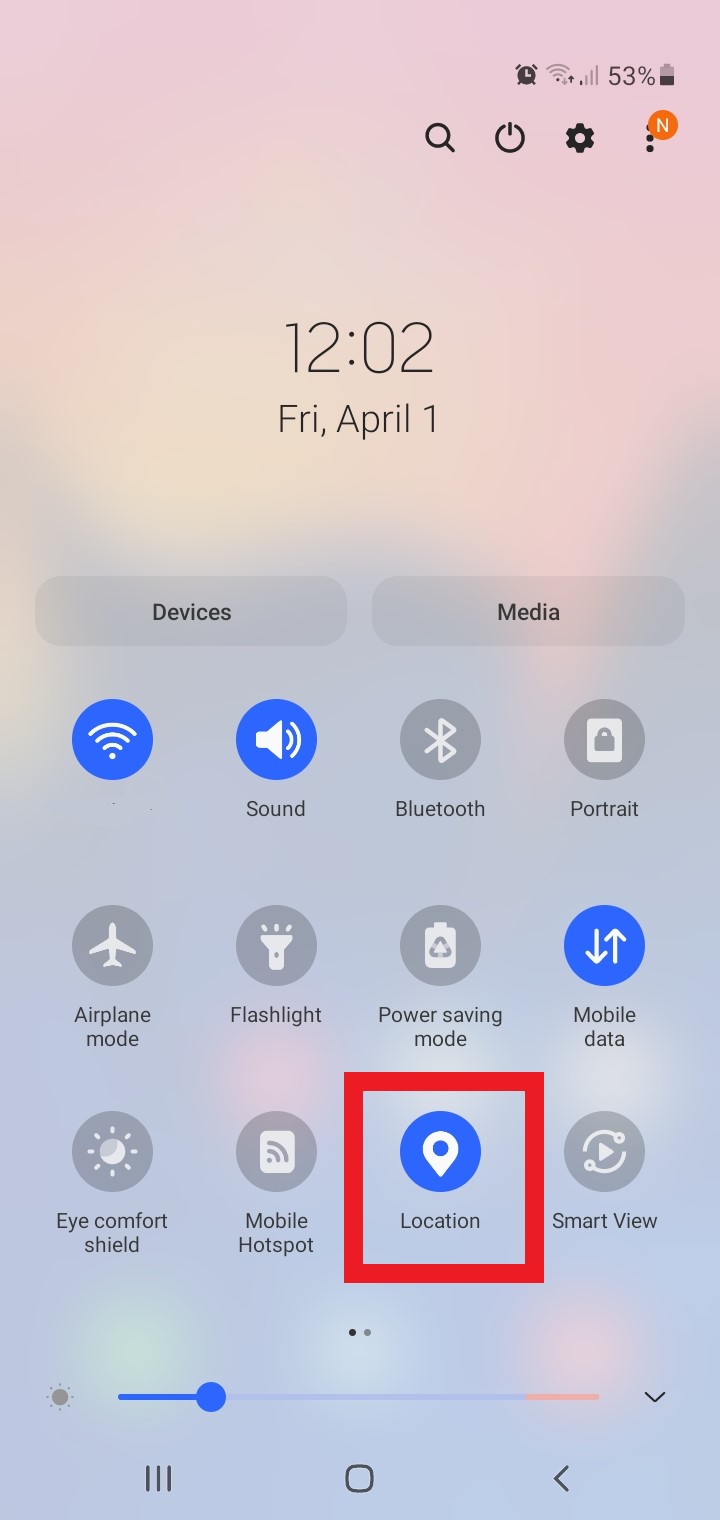 53%
N
12:02
Fri, April 1
Devices
Media
Sound
Bluetooth
Portrait
Airplane
mode
Flashlight
Power saving
mode
Mobile
data
Eye comfort
shield
Mobile
Hotspot
Location
Smart View